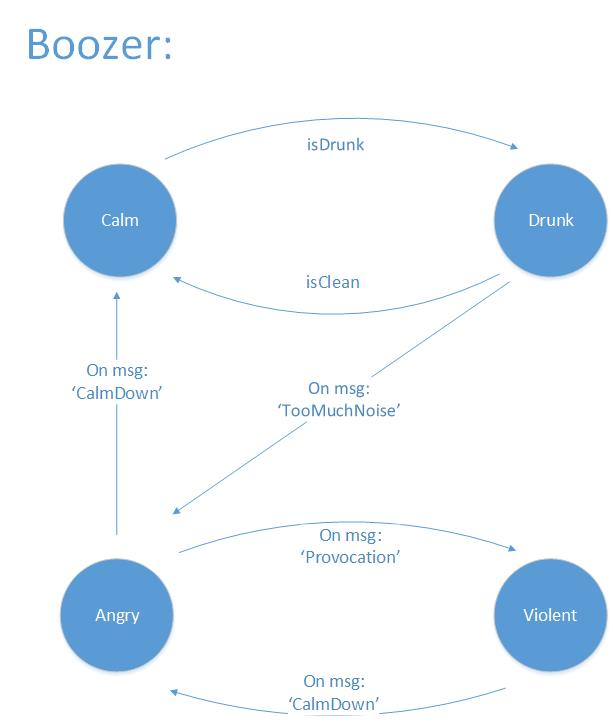 Boozer:
isDrunk
Calm
Drunk
isClean
On msg:
‘CalmDown’
On msg:
‘TooMuchNoise’
On msg:
‘Provocation’
Angry
Violent
On msg:
‘CalmDown’